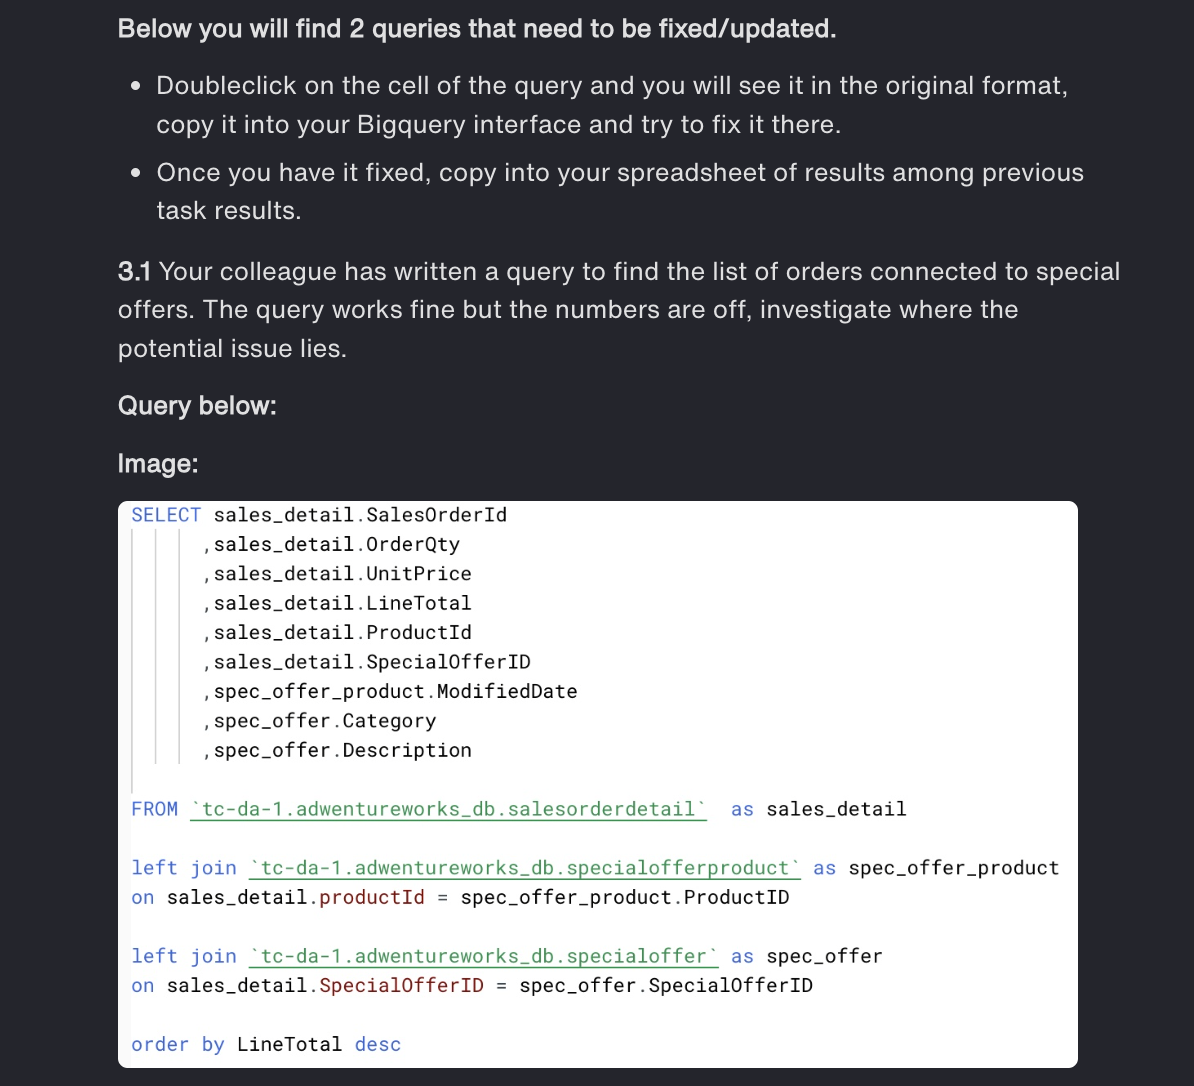 Below you will find 2 queries that need to be fixed/updated.
• Doubleclick on the cell of the query and you will see it in the original format,
copy it into your Bigquery interface and try to fix it there.
• Once you have it fixed, copy into your spreadsheet of results among previous
task results.
3.1 Your colleague has written a query to find the list of orders connected to special
offers. The query works fine but the numbers are off, investigate where the
potential issue lies.
Query below:
Image:
SELECT sales_detail.SalesOrderId
,sales_detail.OrderQty
,sales_detail.UnitPrice
,sales_detail.LineTotal
,sales_detail.ProductId
,sales_detail.SpecialOfferID
,spec_offer_product.ModifiedDate
,spec_offer.Category
,spec_offer.Description
FROM `tc-da-1.adwentureworks_db.salesorderdetail` as sales_detail
left join `tc-da-1.adwentureworks_db.specialofferproduct` as spec_offer_product
on sales_detail.productId = spec_offer_product.ProductID
left join `tc-da-1.adwentureworks_db.specialoffer` as spec_offer
on sales_detail.SpecialOfferID = spec_offer.SpecialOfferID
order by LineTotal desc